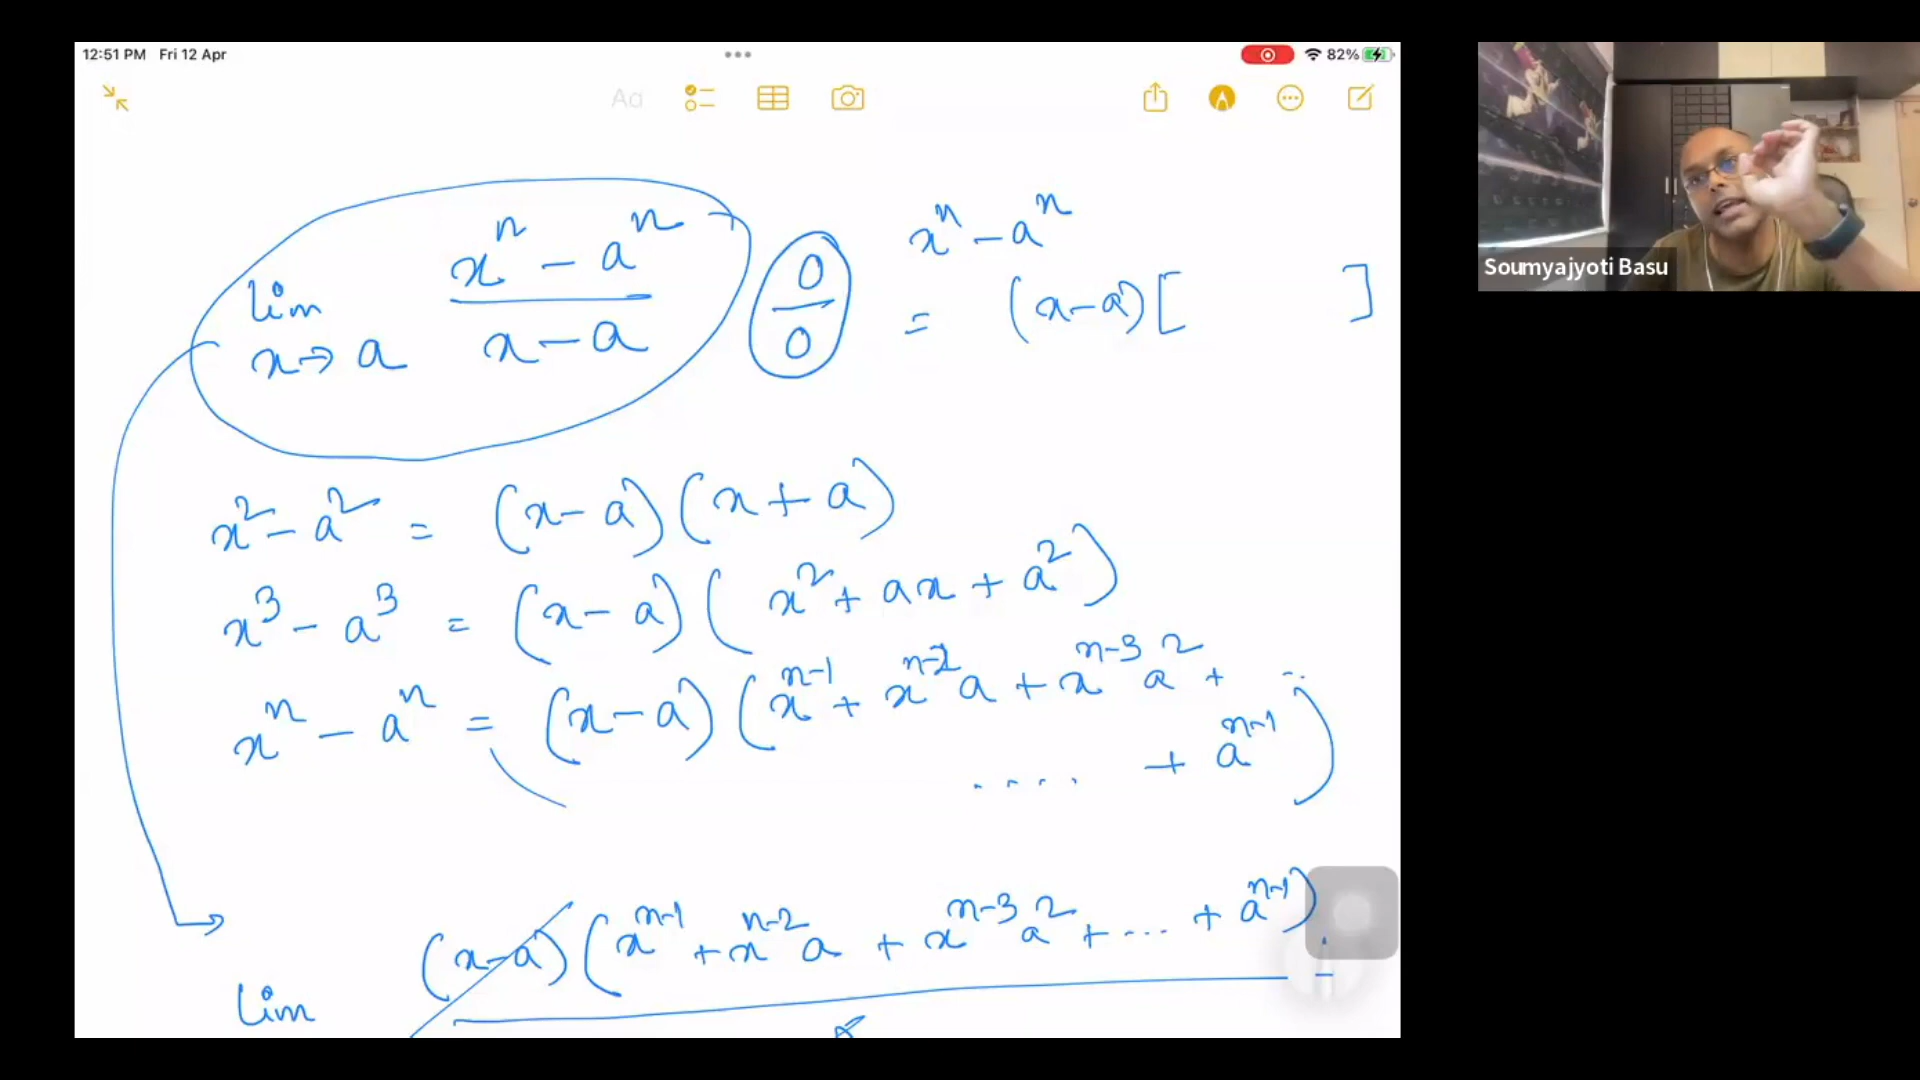 12:51 PM Fri 12 Apr
82%
Aa
lim x→a (xⁿ − aⁿ)/(x − a) 0/0
xⁿ − aⁿ
= (x−a)[ ]
x² − a² = (x−a)(x+a)
x³ − a³ = (x−a)(x² + ax + a²)
xⁿ − aⁿ = (x−a)(xⁿ⁻¹ + xⁿ⁻²a + xⁿ⁻³a² + ..
.... + aⁿ⁻¹)
lim (x−a)(xⁿ⁻¹ + xⁿ⁻²a + xⁿ⁻³a² + ... + aⁿ⁻¹)
Soumyajyoti Basu